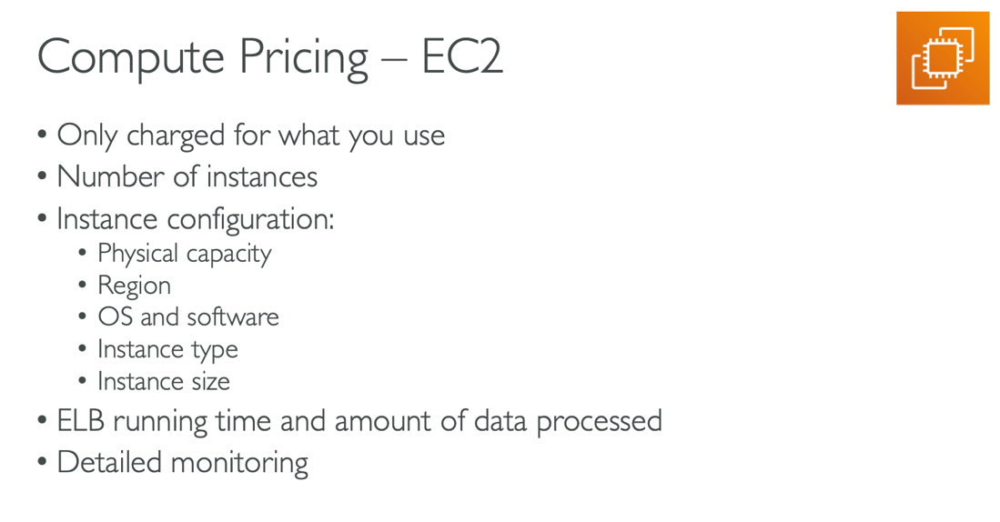 Compute Pricing – EC2
• Only charged for what you use
• Number of instances
• Instance configuration:
• Physical capacity
• Region
• OS and software
• Instance type
• Instance size
• ELB running time and amount of data processed
• Detailed monitoring